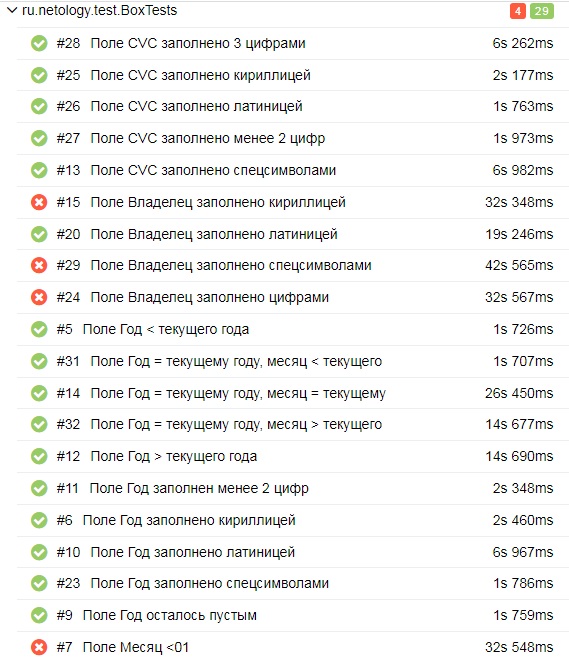 ru.netology.test.BoxTests 4 29
#28 Поле CVC заполнено 3 цифрами 6s 262ms
#25 Поле CVC заполнено кириллицей 2s 177ms
#26 Поле CVC заполнено латиницей 1s 763ms
#27 Поле CVC заполнено менее 2 цифр 1s 973ms
#13 Поле CVC заполнено спецсимволами 6s 982ms
#15 Поле Владелец заполнено кириллицей 32s 348ms
#20 Поле Владелец заполнено латиницей 19s 246ms
#29 Поле Владелец заполнено спецсимволами 42s 565ms
#24 Поле Владелец заполнено цифрами 32s 567ms
#5 Поле Год < текущего года 1s 726ms
#31 Поле Год = текущему году, месяц < текущего 1s 707ms
#14 Поле Год = текущему году, месяц = текущему 26s 450ms
#32 Поле Год = текущему году, месяц > текущего 14s 677ms
#12 Поле Год > текущего года 14s 690ms
#11 Поле Год заполнен менее 2 цифр 2s 348ms
#6 Поле Год заполнено кириллицей 2s 460ms
#10 Поле Год заполнено латиницей 6s 967ms
#23 Поле Год заполнено спецсимволами 1s 786ms
#9 Поле Год осталось пустым 1s 759ms
#7 Поле Месяц <01 32s 548ms